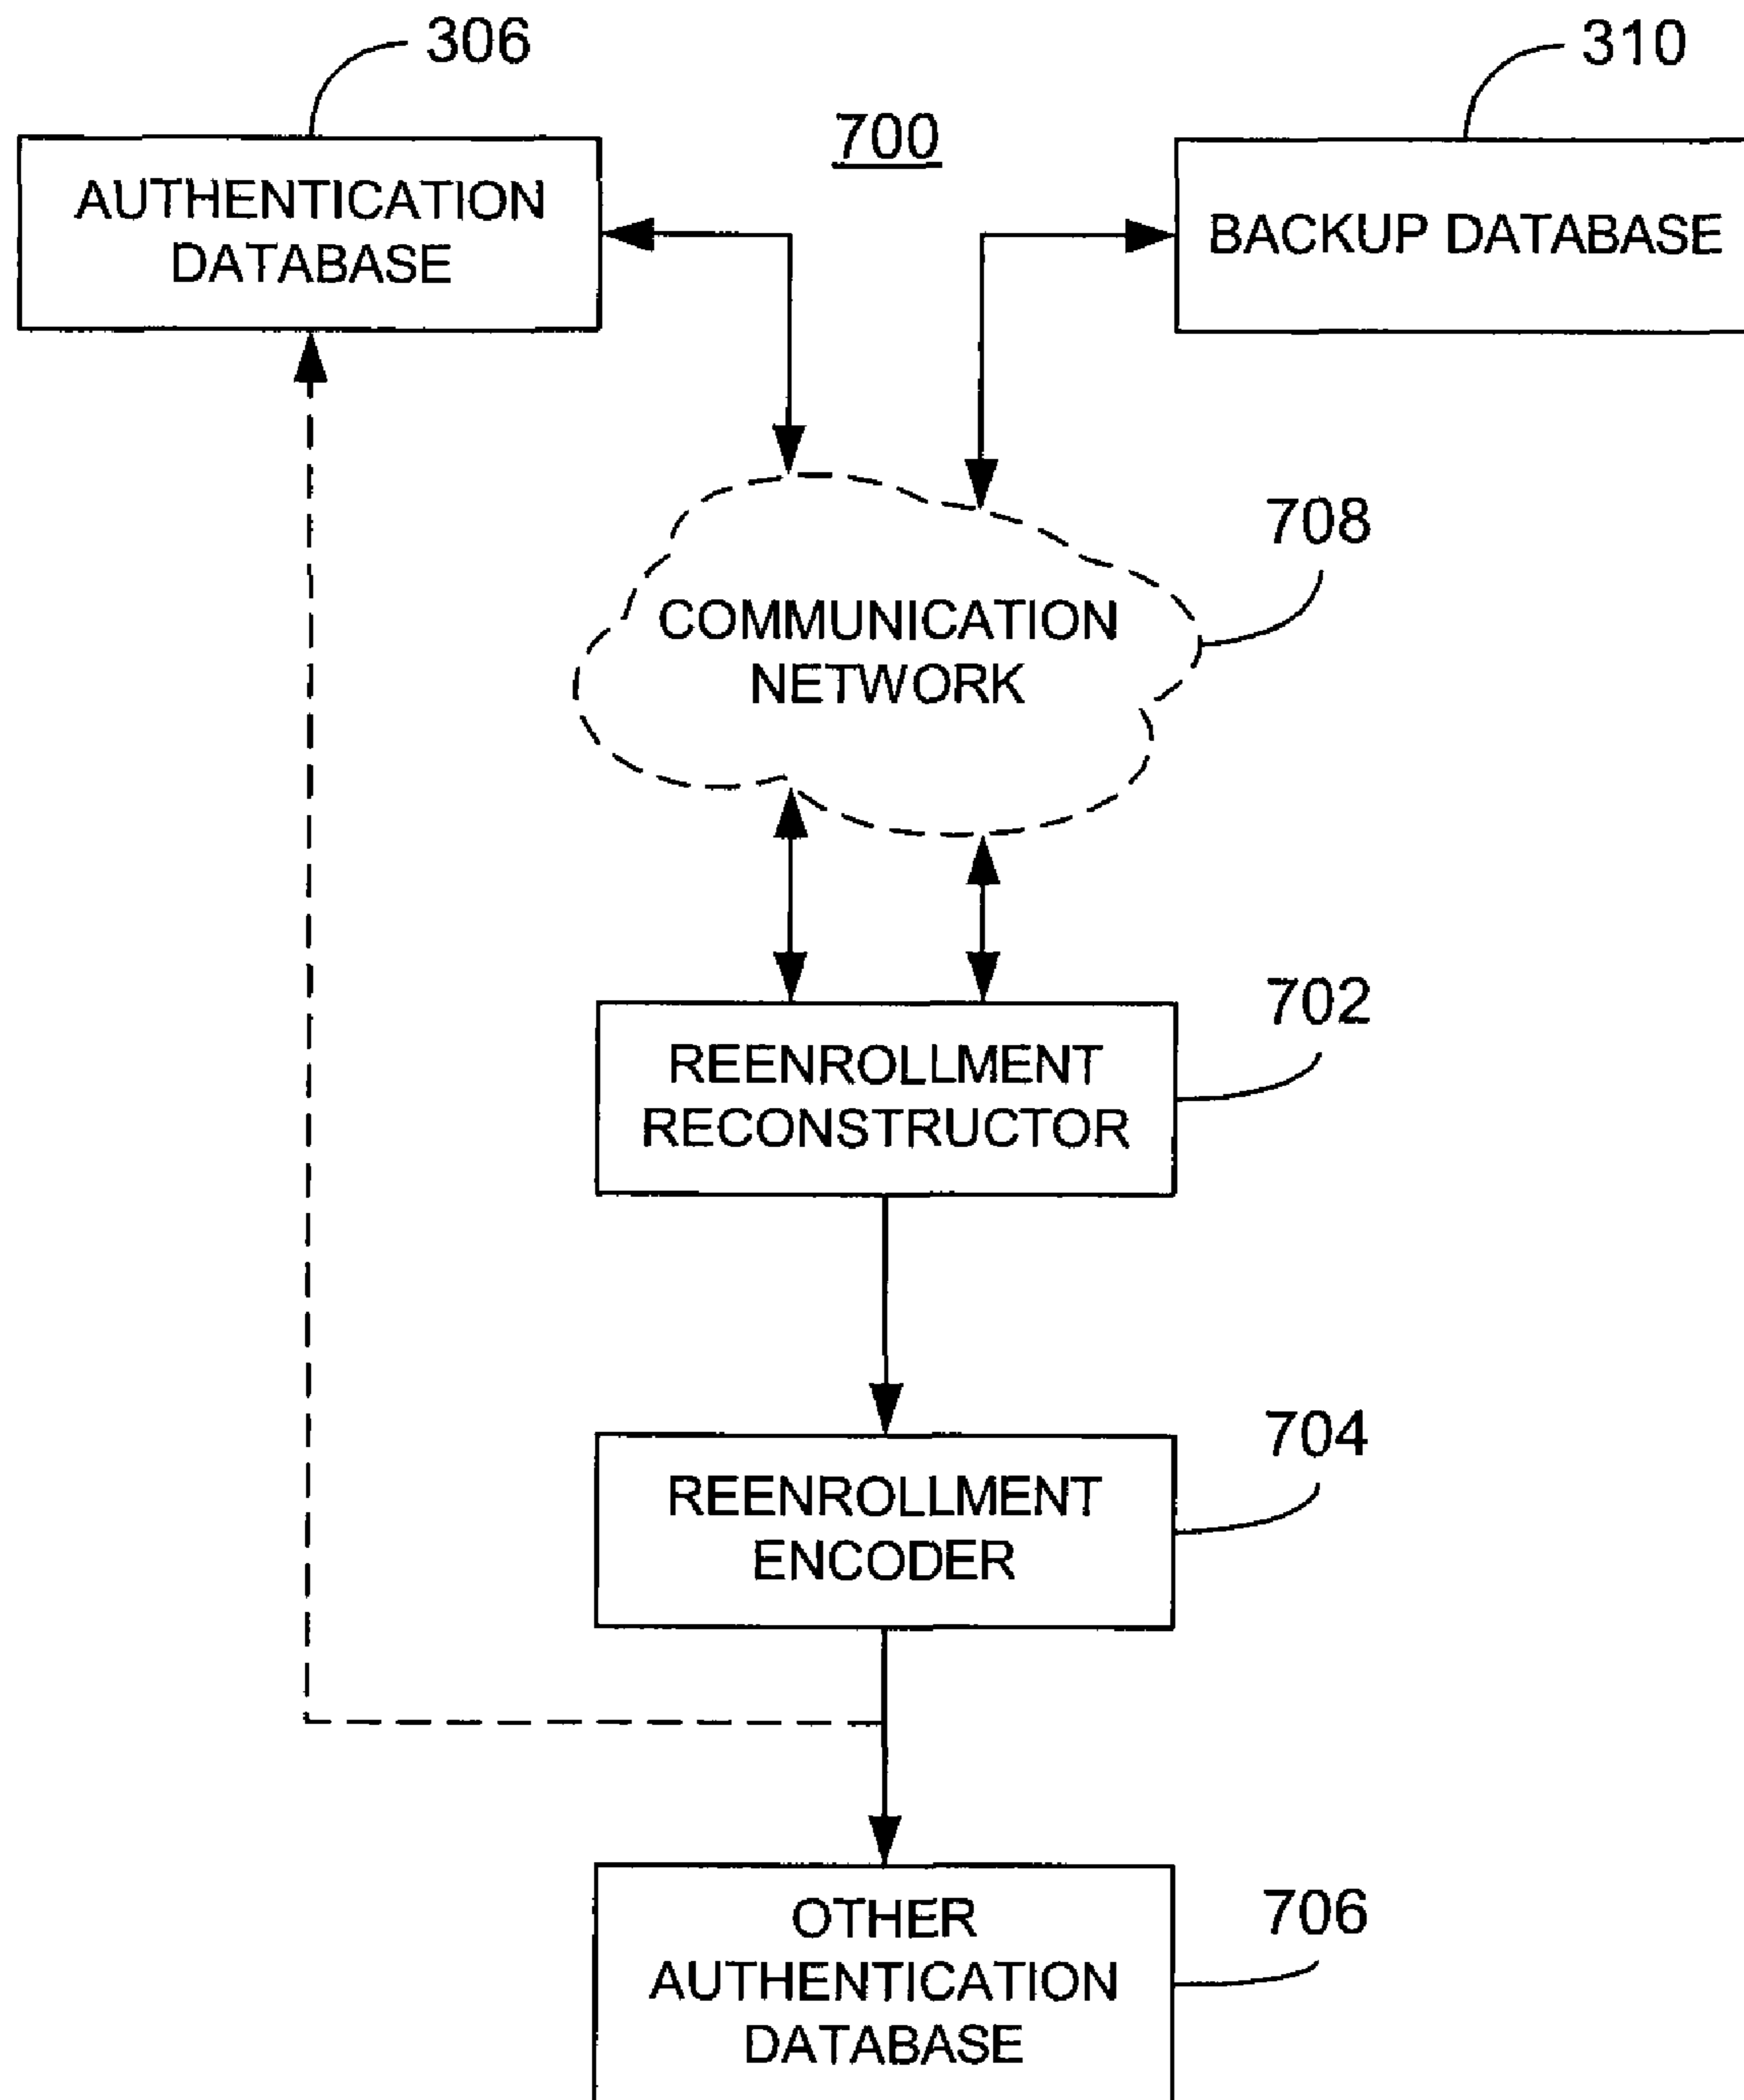 306
310
700
AUTHENTICATION
DATABASE
BACKUP DATABASE
708
COMMUNICATION
NETWORK
702
REENROLLMENT
RECONSTRUCTOR
704
REENROLLMENT
ENCODER
706
OTHER
AUTHENTICATION
DATABASE